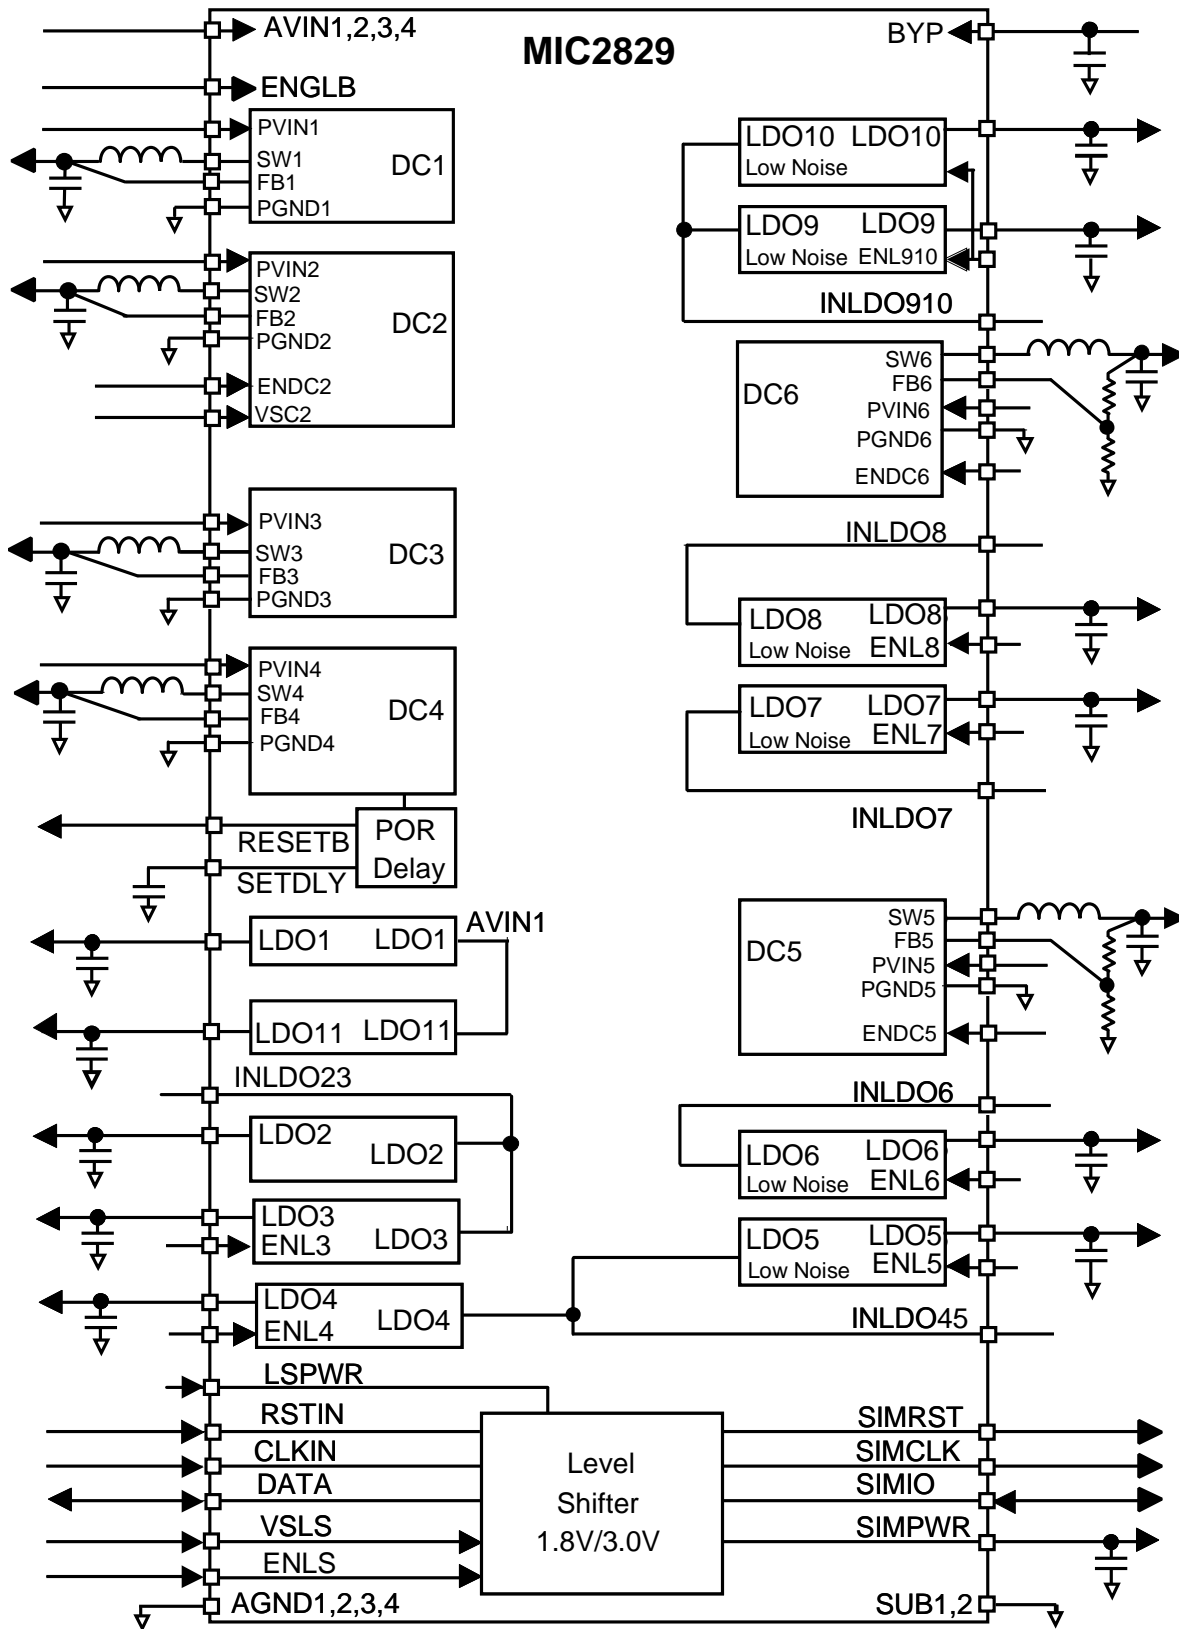 MIC2829
AVIN1,2,3,4
ENGLB
PVIN1
SW1
FB1
PGND1
DC1
PVIN2
SW2
FB2
PGND2
ENDC2
VSC2
DC2
PVIN3
SW3
FB3
PGND3
DC3
PVIN4
SW4
FB4
PGND4
DC4
RESETB
SETDLY
POR
Delay
AVIN1
LDO1 LDO1
LDO11 LDO11
INLDO23
LDO2
LDO2
LDO3
ENL3
LDO3
LDO4
ENL4
LDO4
LSPWR
RSTIN
CLKIN
DATA
VSLS
ENLS
AGND1,2,3,4
Level
Shifter
1.8V/3.0V
BYP
LDO10 LDO10
Low Noise
LDO9 LDO9
Low Noise ENL910
INLDO910
DC6
SW6
FB6
PVIN6
PGND6
ENDC6
INLDO8
LDO8 LDO8
Low Noise ENL8
LDO7 LDO7
Low Noise ENL7
INLDO7
DC5
SW5
FB5
PVIN5
PGND5
ENDC5
INLDO6
LDO6 LDO6
Low Noise ENL6
LDO5 LDO5
Low Noise ENL5
INLDO45
SIMRST
SIMCLK
SIMIO
SIMPWR
SUB1,2